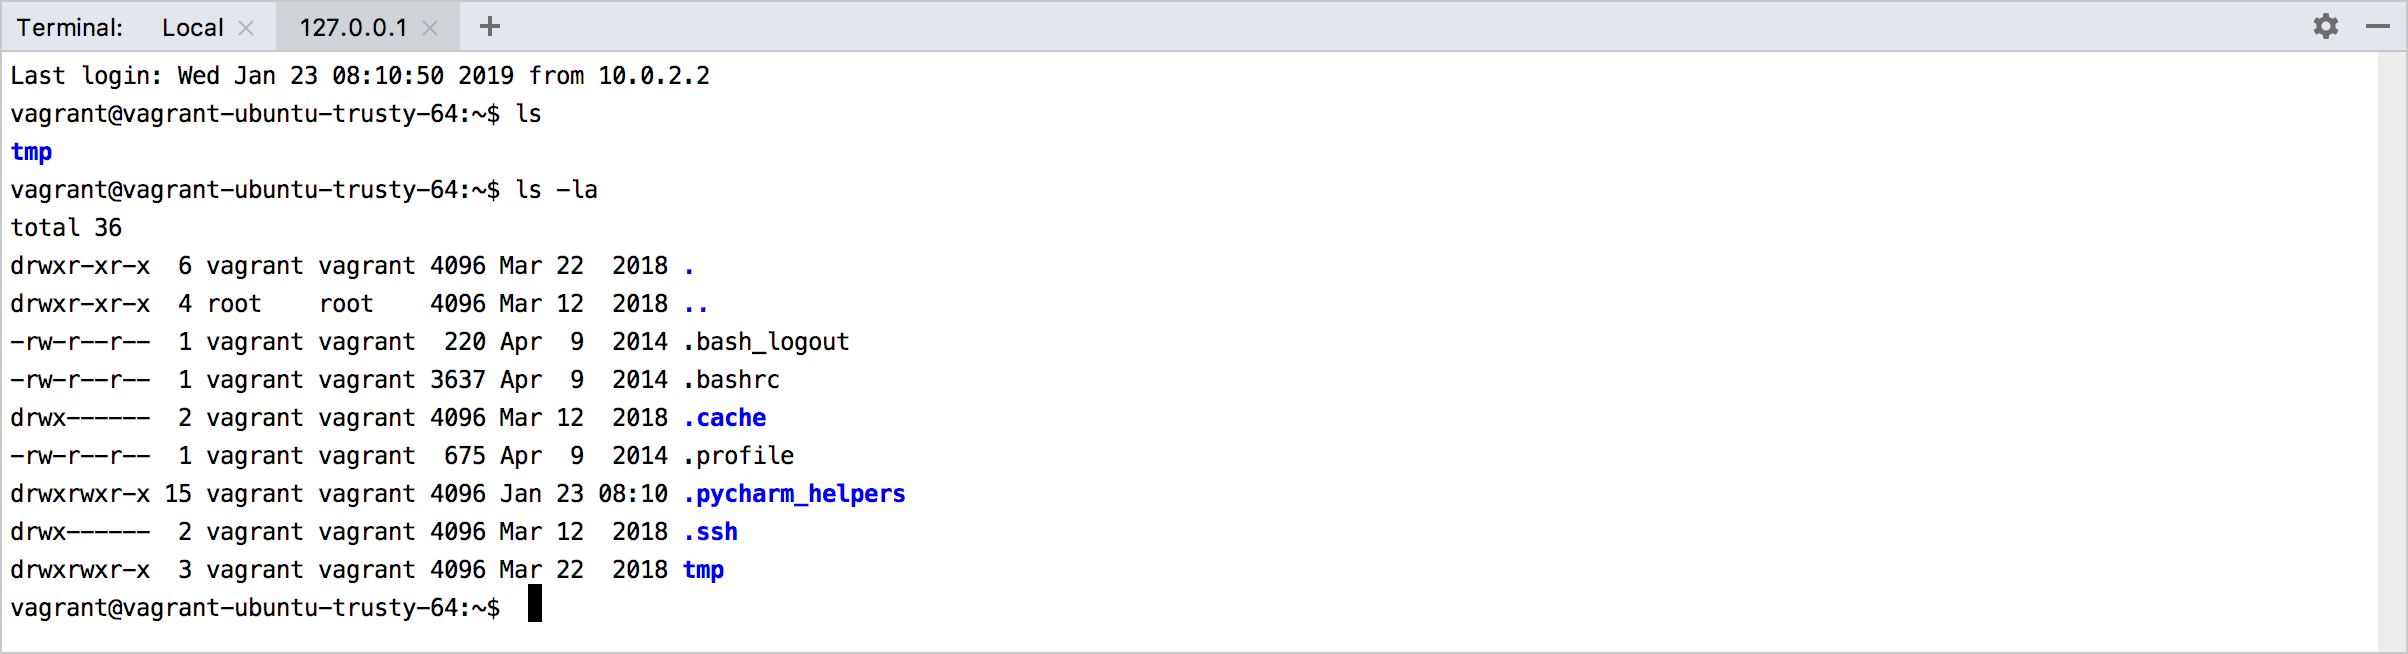 Terminal: Local × 127.0.0.1 × +
Last login: Wed Jan 23 08:10:50 2019 from 10.0.2.2
vagrant@vagrant-ubuntu-trusty-64:~$ ls
tmp
vagrant@vagrant-ubuntu-trusty-64:~$ ls -la
total 36
drwxr-xr-x  6 vagrant vagrant 4096 Mar 22  2018 .
drwxr-xr-x  4 root    root    4096 Mar 12  2018 ..
-rw-r--r--  1 vagrant vagrant  220 Apr  9  2014 .bash_logout
-rw-r--r--  1 vagrant vagrant 3637 Apr  9  2014 .bashrc
drwx------  2 vagrant vagrant 4096 Mar 12  2018 .cache
-rw-r--r--  1 vagrant vagrant  675 Apr  9  2014 .profile
drwxrwxr-x 15 vagrant vagrant 4096 Jan 23 08:10 .pycharm_helpers
drwx------  2 vagrant vagrant 4096 Mar 12  2018 .ssh
drwxrwxr-x  3 vagrant vagrant 4096 Mar 22  2018 tmp
vagrant@vagrant-ubuntu-trusty-64:~$